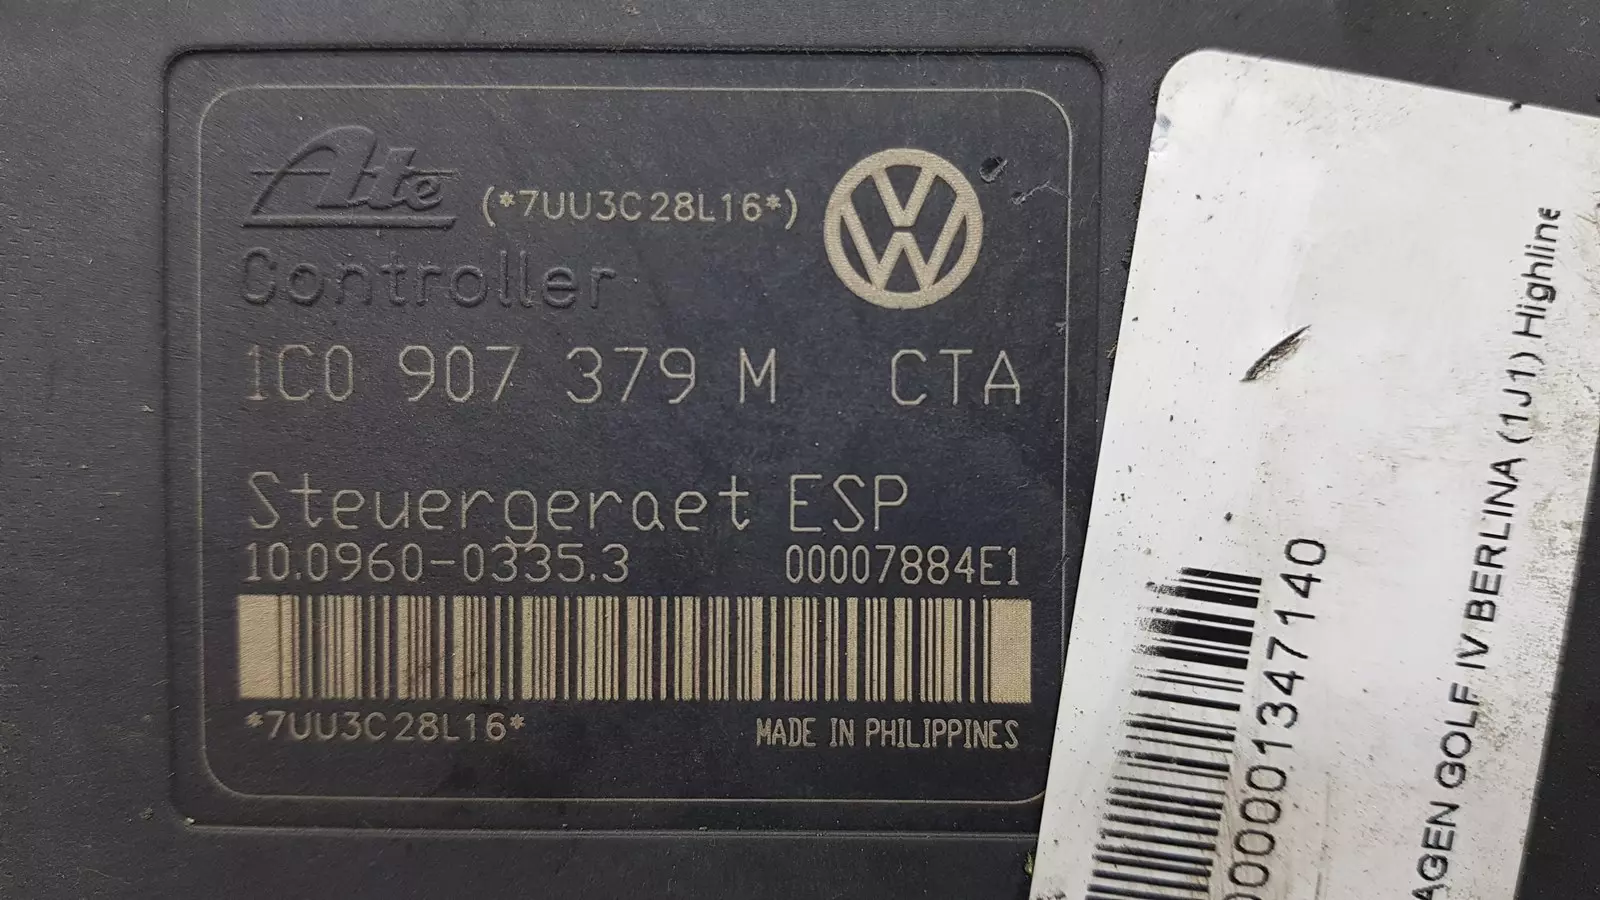 Ate (*7UU3C28L16*)
Controller
1C0 907 379 M CTA
Steuergeraet ESP
10.0960-0335.3 00007884E1
*7UU3C28L16* MADE IN PHILIPPINES
00001347140
AGEN GOLF IV BERLINA (1J1) Highline